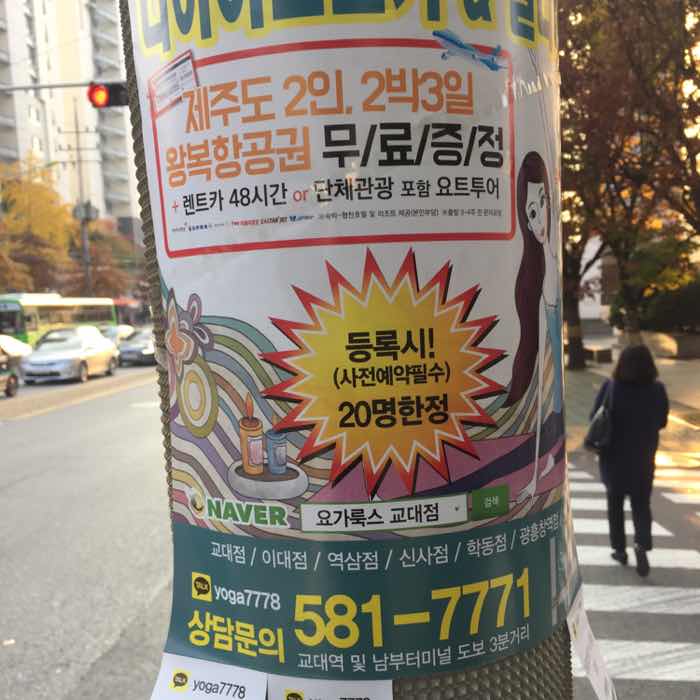 제주도 2인, 2박3일
왕복항공권 무/료/증/정
+ 렌트카 48시간 or 단체관광 포함 요트투어
등록시!
(사전예약필수)
20명한정
NAVER 요가룩스 교대점 검색
교대점 / 이대점 / 역삼점 / 신사점 / 학동점 / 광흥창역점
TALK yoga7778
상담문의 581-7771
교대역 및 남부터미널 도보 3분거리
TALK yoga7778